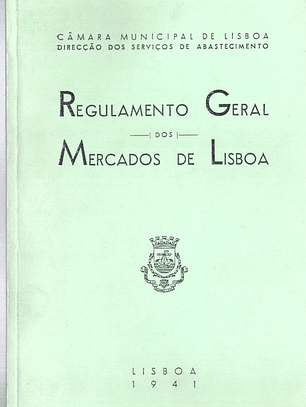 CÂMARA MUNICIPAL DE LISBOA
DIRECÇÃO DOS SERVIÇOS DE ABASTECIMENTO
REGULAMENTO GERAL
DOS
MERCADOS DE LISBOA
LISBOA
1941